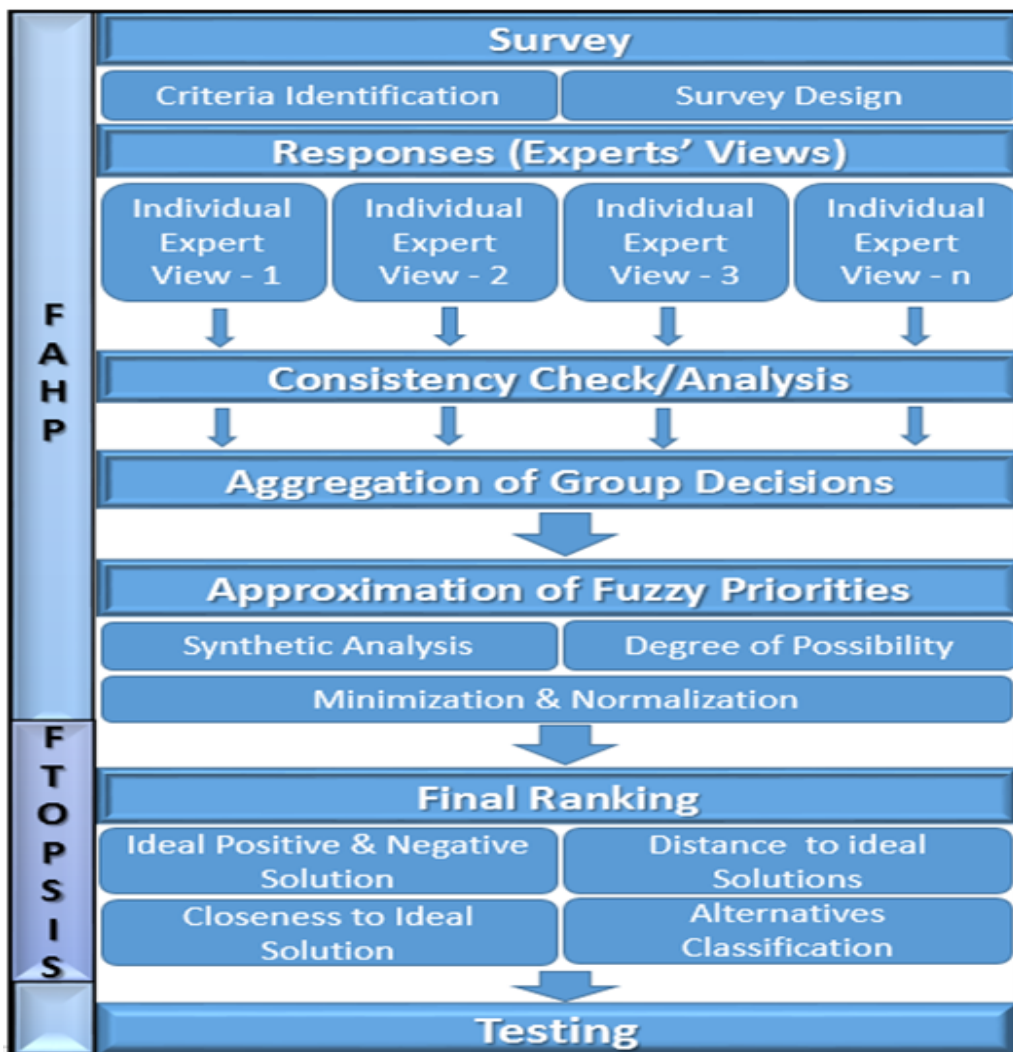 Survey
Criteria Identification
Survey Design
Responses (Experts’ Views)
Individual
Expert
View - 1
Individual
Expert
View - 2
Individual
Expert
View - 3
Individual
Expert
View - n
Consistency Check/Analysis
Aggregation of Group Decisions
Approximation of Fuzzy Priorities
Synthetic Analysis
Degree of Possibility
Minimization & Normalization
Final Ranking
Ideal Positive & Negative
Solution
Distance to ideal
Solutions
Closeness to Ideal
Solution
Alternatives
Classification
Testing
F
A
H
P
F
T
O
P
S
I
S